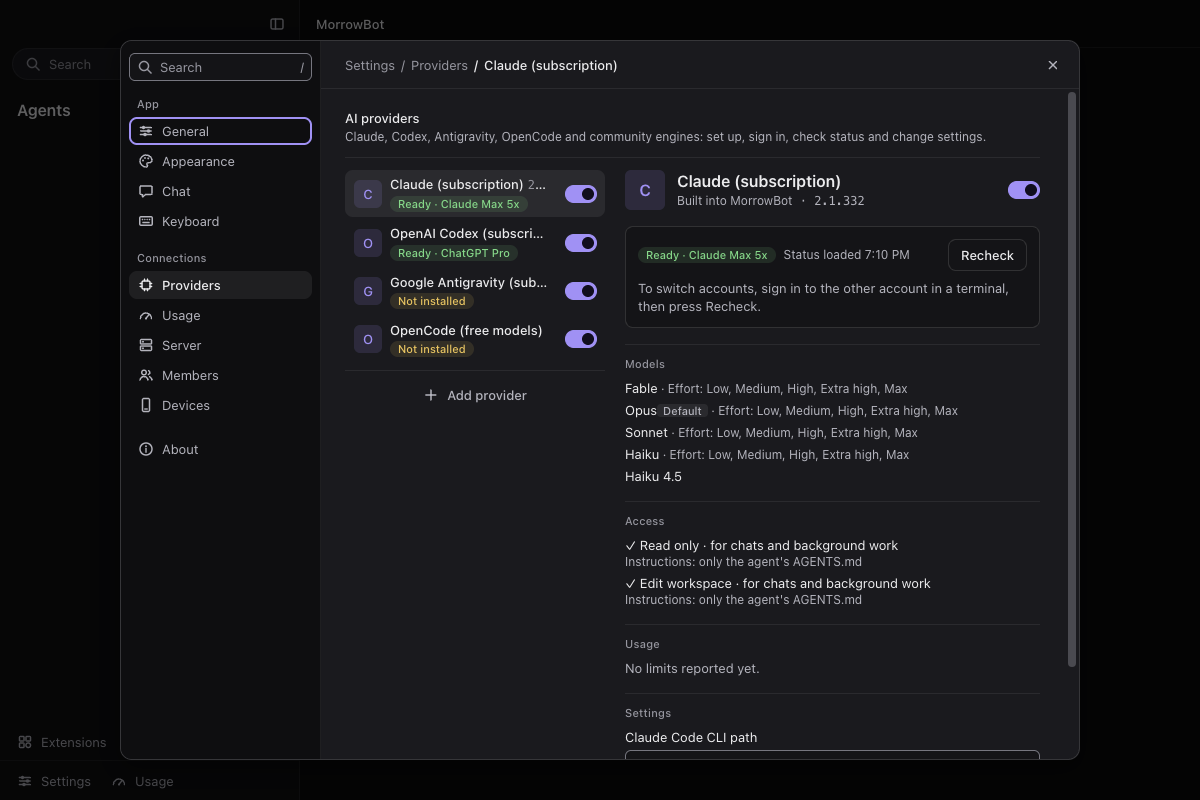 MorrowBot
Search
Agents
Extensions
Settings
Usage
Search /
App
General
Appearance
Chat
Keyboard
Connections
Providers
Usage
Server
Members
Devices
About
Settings / Providers / Claude (subscription)
AI providers
Claude, Codex, Antigravity, OpenCode and community engines: set up, sign in, check status and change settings.
C
Claude (subscription) 2...
Ready · Claude Max 5x
O
OpenAI Codex (subscri...
Ready · ChatGPT Pro
G
Google Antigravity (sub...
Not installed
O
OpenCode (free models)
Not installed
Add provider
C
Claude (subscription)
Built into MorrowBot · 2.1.332
Ready · Claude Max 5x Status loaded 7:10 PM
Recheck
To switch accounts, sign in to the other account in a terminal,
then press Recheck.
Models
Fable · Effort: Low, Medium, High, Extra high, Max
Opus Default · Effort: Low, Medium, High, Extra high, Max
Sonnet · Effort: Low, Medium, High, Extra high, Max
Haiku · Effort: Low, Medium, High, Extra high, Max
Haiku 4.5
Access
✓ Read only · for chats and background work
Instructions: only the agent's AGENTS.md
✓ Edit workspace · for chats and background work
Instructions: only the agent's AGENTS.md
Usage
No limits reported yet.
Settings
Claude Code CLI path